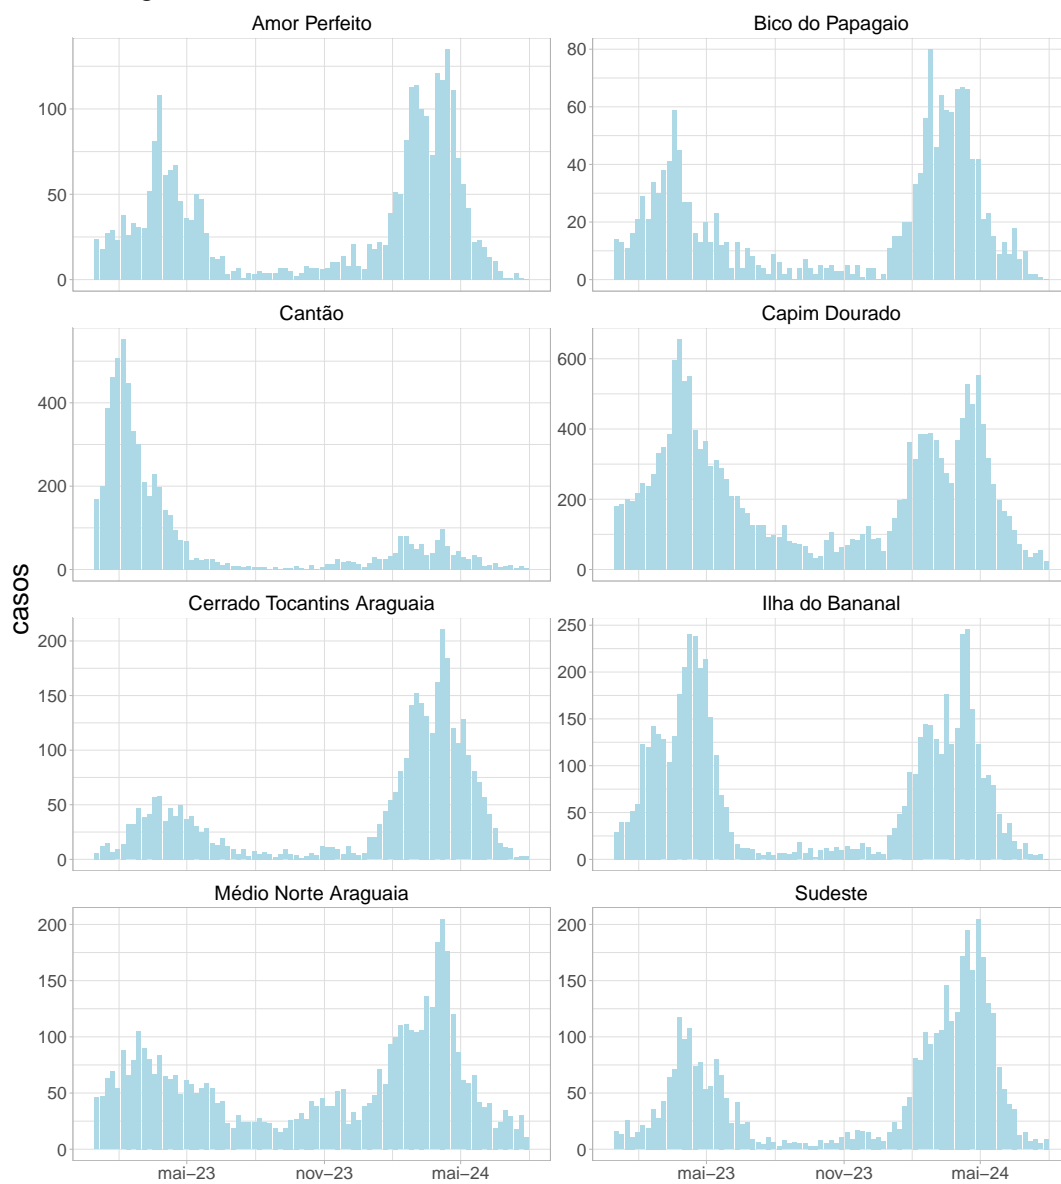 Amor Perfeito
Bico do Papagaio
100
50
0
80
60
40
20
0
Cantão
Capim Dourado
400
200
0
600
400
200
0
casos
Cerrado Tocantins Araguaia
Ilha do Bananal
200
150
100
50
0
250
200
150
100
50
0
Médio Norte Araguaia
Sudeste
200
150
100
50
0
200
150
100
50
0
mai−23
nov−23
mai−24
mai−23
nov−23
mai−24